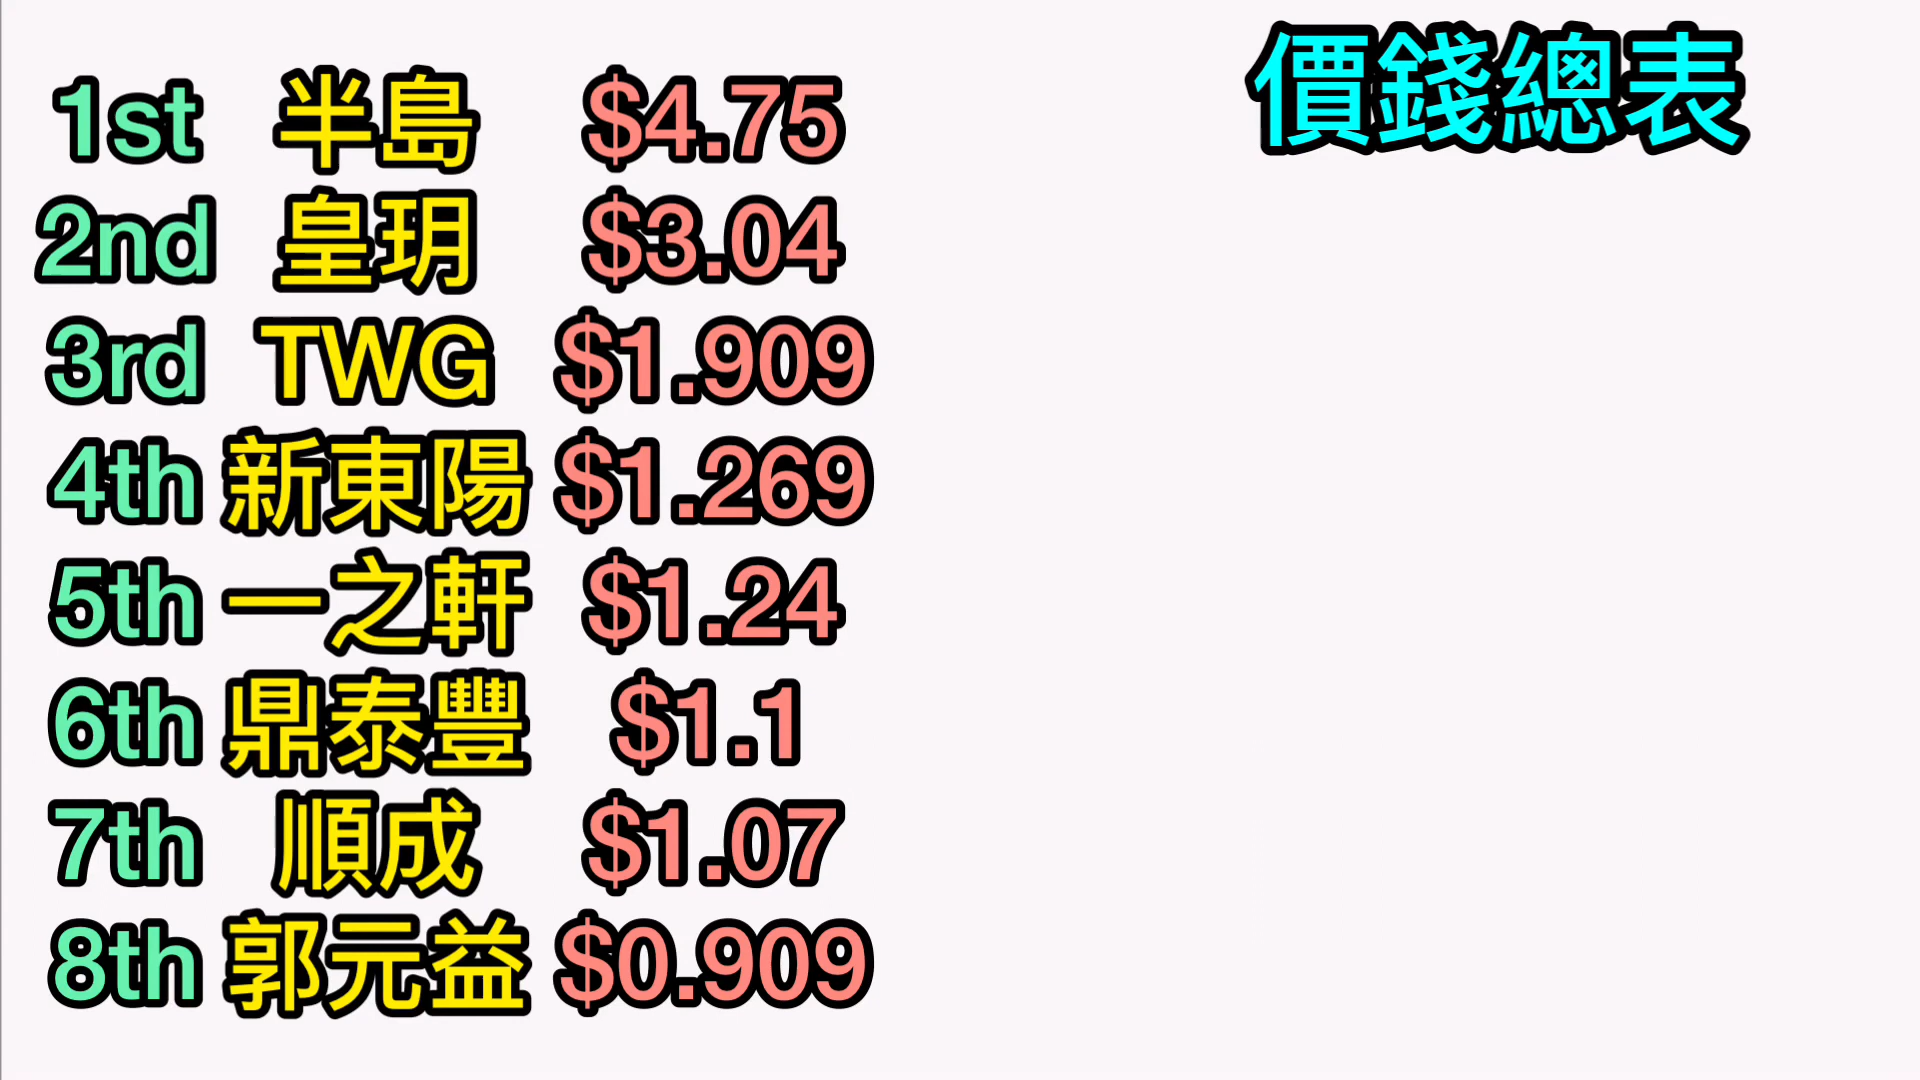 價錢總表
1st 半島 $4.75
2nd 皇玥 $3.04
3rd TWG $1.909
4th 新東陽 $1.269
5th 一之軒 $1.24
6th 鼎泰豐 $1.1
7th 順成 $1.07
8th 郭元益 $0.909